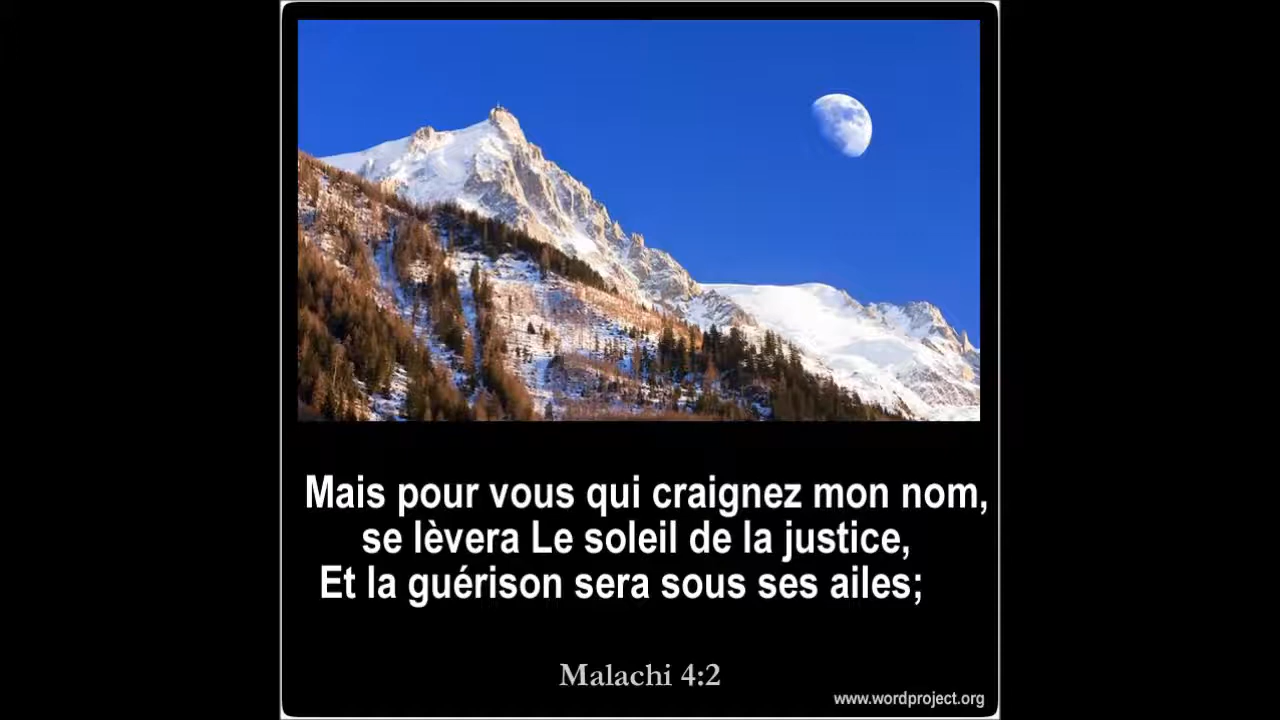 Mais pour vous qui craignez mon nom,
se lèvera Le soleil de la justice,
Et la guérison sera sous ses ailes;
Malachi 4:2
www.wordproject.org